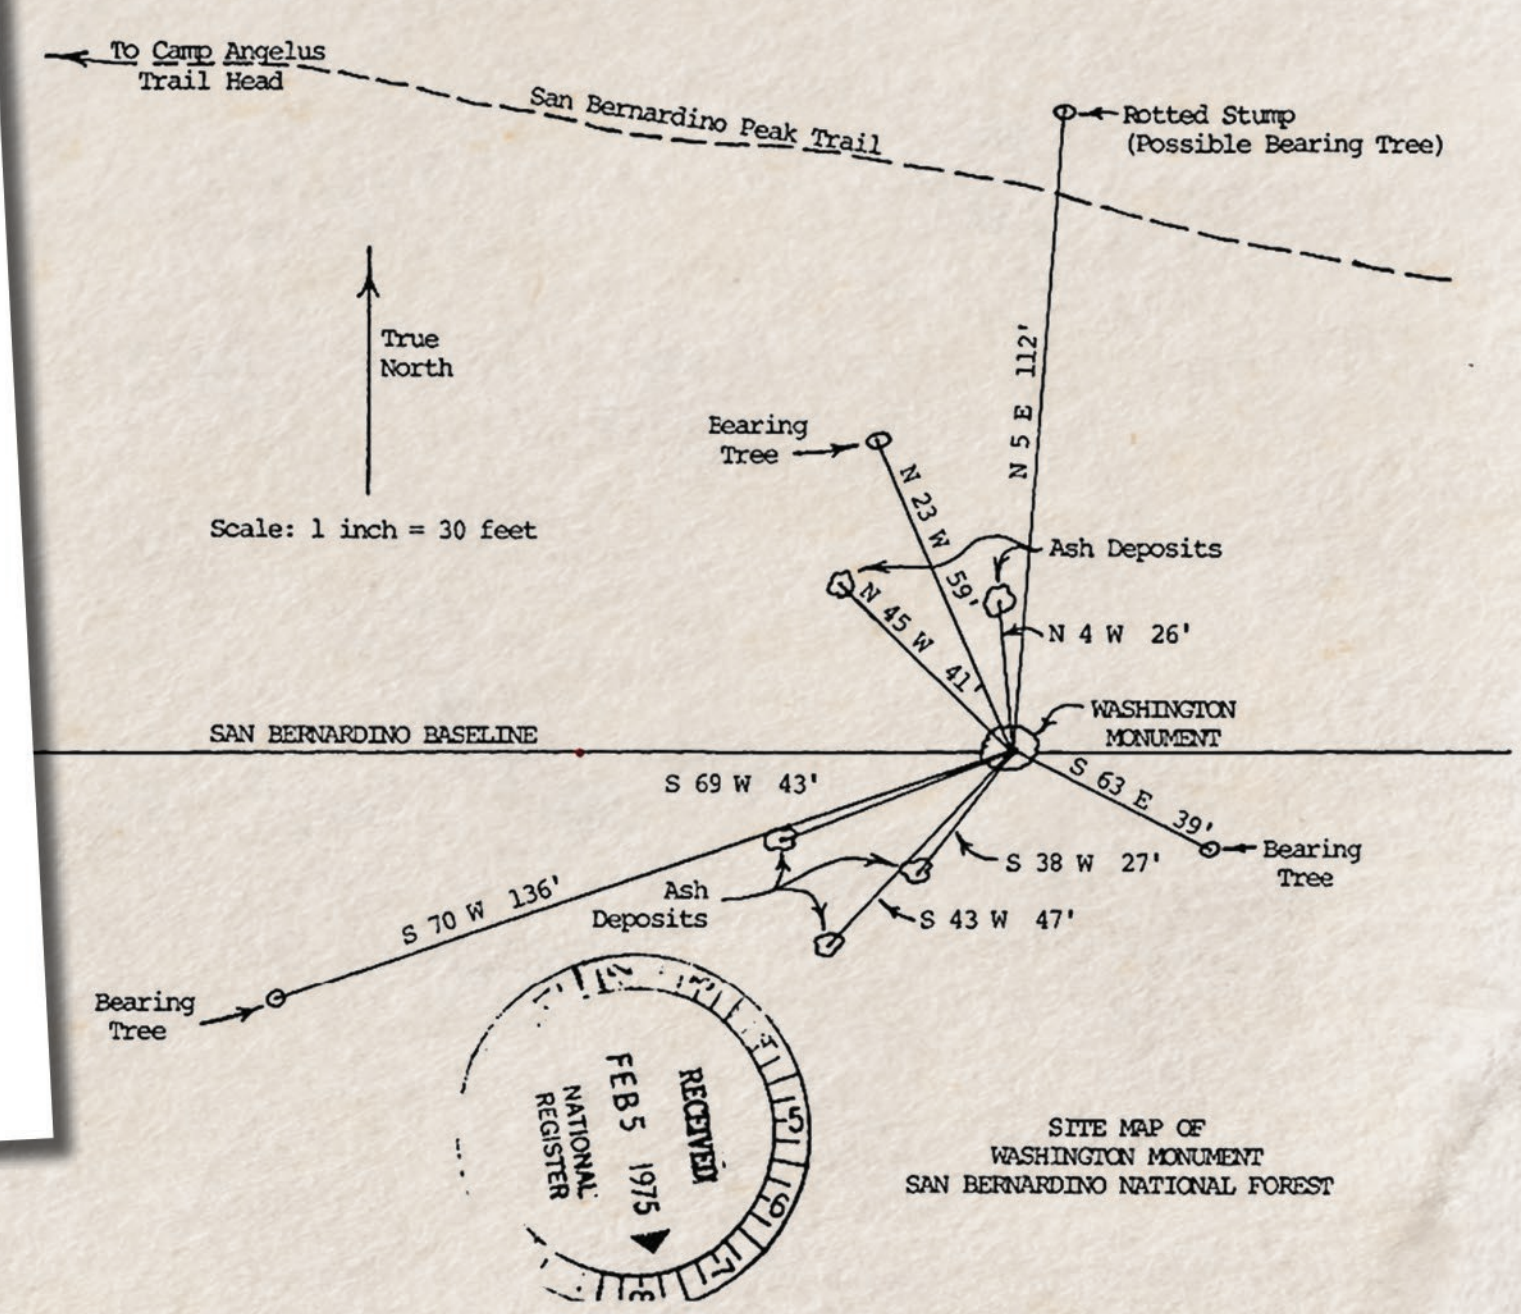 To Camp Angelus
Trail Head
San Bernardino Peak Trail
Rotted Stump
(Possible Bearing Tree)
True
North
N 5 E 112'
Bearing
Tree
N 23 W 59'
Scale: 1 inch = 30 feet
Ash Deposits
N 45 W 41'
N 4 W 26'
WASHINGTON
MONUMENT
SAN BERNARDINO BASELINE
S 69 W 43'
S 63 E 39'
Bearing
Tree
S 38 W 27'
Ash
Deposits
S 43 W 47'
S 70 W 136'
Bearing
Tree
RECEIVED
FEB 5 1975
NATIONAL
REGISTER
SITE MAP OF
WASHINGTON MONUMENT
SAN BERNARDINO NATIONAL FOREST